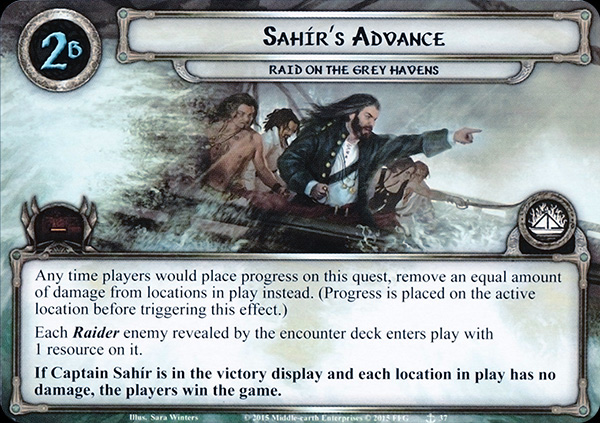 2B
Sahír's Advance
Raid on the Grey Havens
–
Any time players would place progress on this quest, remove an equal amount
of damage from locations in play instead. (Progress is placed on the active
location before triggering this effect.)
Each Raider enemy revealed by the encounter deck enters play with
1 resource on it.
If Captain Sahír is in the victory display and each location in play has no
damage, the players win the game.
Illus. Sara Winters © 2015 Middle-earth Enterprises © 2015 FFG 37